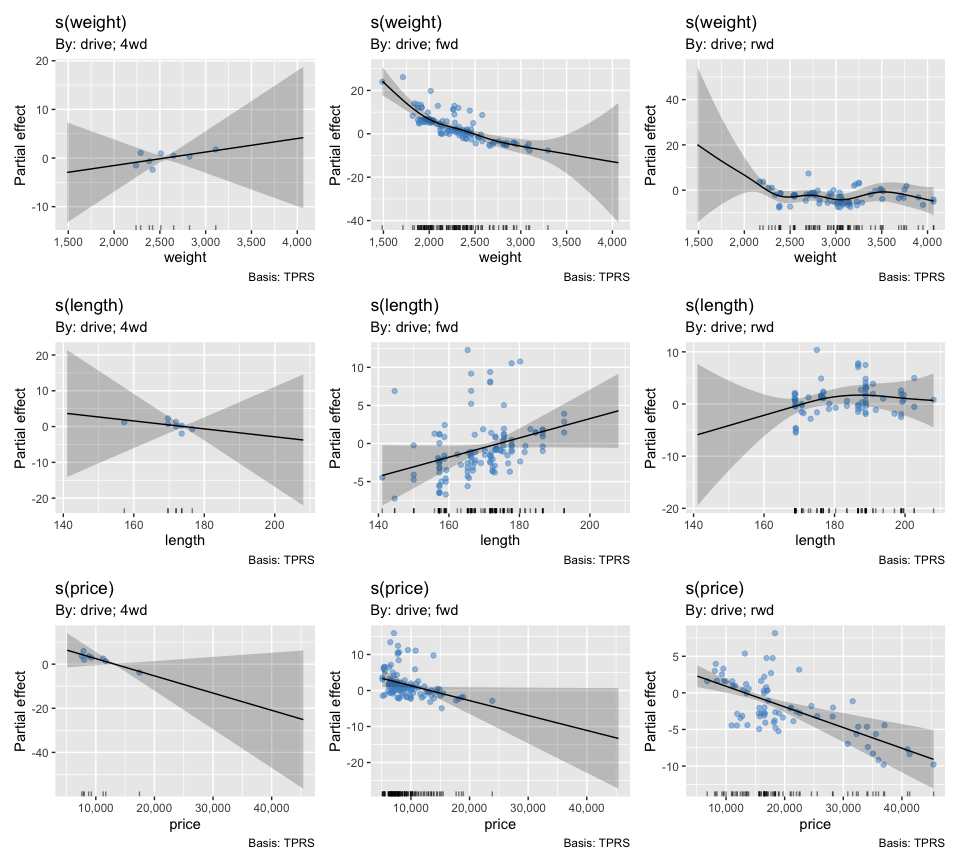 s(weight)
By: drive; 4wd
20
10
0
-10
Partial effect
1,500 2,000 2,500 3,000 3,500 4,000
weight
Basis: TPRS
s(weight)
By: drive; fwd
20
0
-20
-40
Partial effect
1,500 2,000 2,500 3,000 3,500 4,000
weight
Basis: TPRS
s(weight)
By: drive; rwd
40
20
0
Partial effect
1,500 2,000 2,500 3,000 3,500 4,000
weight
Basis: TPRS
s(length)
By: drive; 4wd
20
10
0
-10
-20
Partial effect
140 160 180 200
length
Basis: TPRS
s(length)
By: drive; fwd
10
5
0
-5
Partial effect
140 160 180 200
length
Basis: TPRS
s(length)
By: drive; rwd
10
0
-10
-20
Partial effect
140 160 180 200
length
Basis: TPRS
s(price)
By: drive; 4wd
0
-20
-40
Partial effect
10,000 20,000 30,000 40,000
price
Basis: TPRS
s(price)
By: drive; fwd
10
0
-10
-20
Partial effect
10,000 20,000 30,000 40,000
price
Basis: TPRS
s(price)
By: drive; rwd
5
0
-5
-10
Partial effect
10,000 20,000 30,000 40,000
price
Basis: TPRS